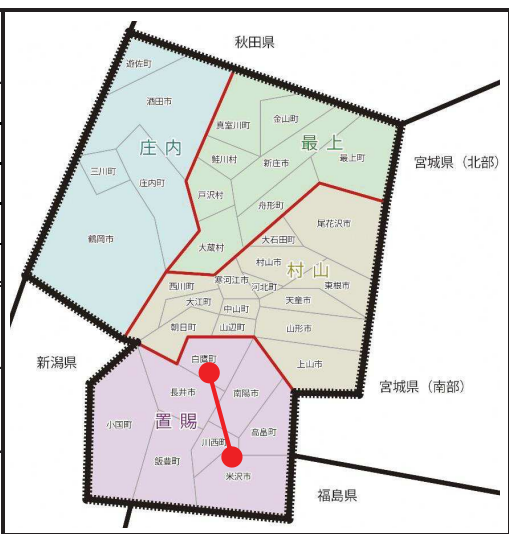 秋田県
遊佐町
酒田市
真室川町
金山町
庄内
最上
最上町
宮城県（北部）
三川町
庄内町
鮭川村
新庄市
戸沢村
舟形町
尾花沢市
鶴岡市
大蔵村
大石田町
村山市
村山
西川町
寒河江市
河北町
東根市
大江町
中山町
天童市
朝日町
山辺町
山形市
新潟県
白鷹町
上山市
宮城県（南部）
長井市
南陽市
小国町
置賜
川西町
高畠町
飯豊町
米沢市
福島県